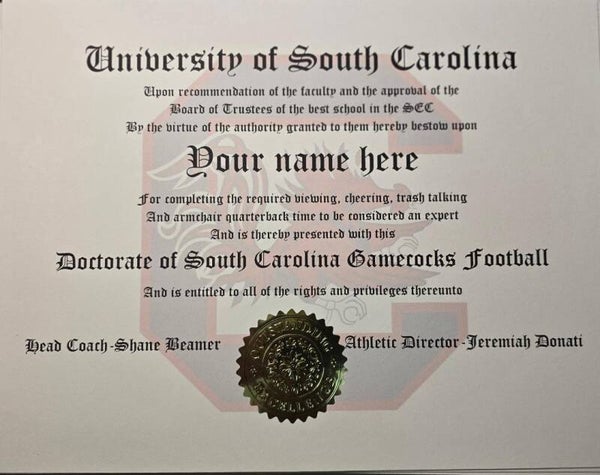 University of South Carolina
Upon recommendation of the faculty and the approval of the
Board of Trustees of the best school in the SEC
By the virtue of the authority granted to them hereby bestow upon
Your name here
For completing the required viewing, cheering, trash talking
And armchair quarterback time to be considered an expert
And is thereby presented with this
Doctorate of South Carolina Gamecocks Football
And is entitled to all of the rights and privileges thereunto
Head Coach-Shane Beamer
Athletic Director-Jeremiah Donati
EXCELLENCE